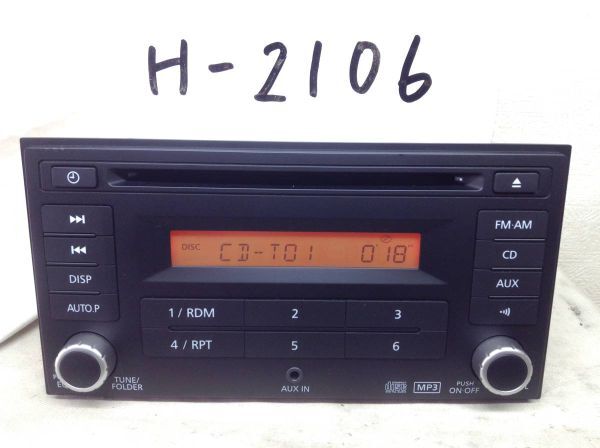 H-2106
FM·AM
DISC CD-T01 0'18"
CD
DISP
AUX
AUTO.P
1 / RDM 2 3
4 / RPT 5 6
TUNE/
FOLDER
AUX IN
MP3
PUSH
ON·OFF